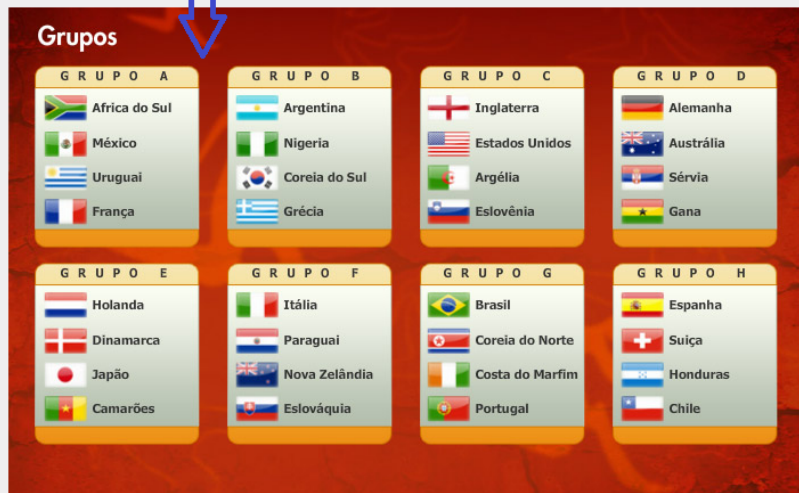 Grupos
GRUPO A
Africa do Sul
México
Uruguai
França
GRUPO B
Argentina
Nigeria
Coreia do Sul
Grécia
GRUPO C
Inglaterra
Estados Unidos
Argélia
Eslovênia
GRUPO D
Alemanha
Austrália
Sérvia
Gana
GRUPO E
Holanda
Dinamarca
Japão
Camarões
GRUPO F
Itália
Paraguai
Nova Zelândia
Eslováquia
GRUPO G
Brasil
Coreia do Norte
Costa do Marfim
Portugal
GRUPO H
Espanha
Suiça
Honduras
Chile